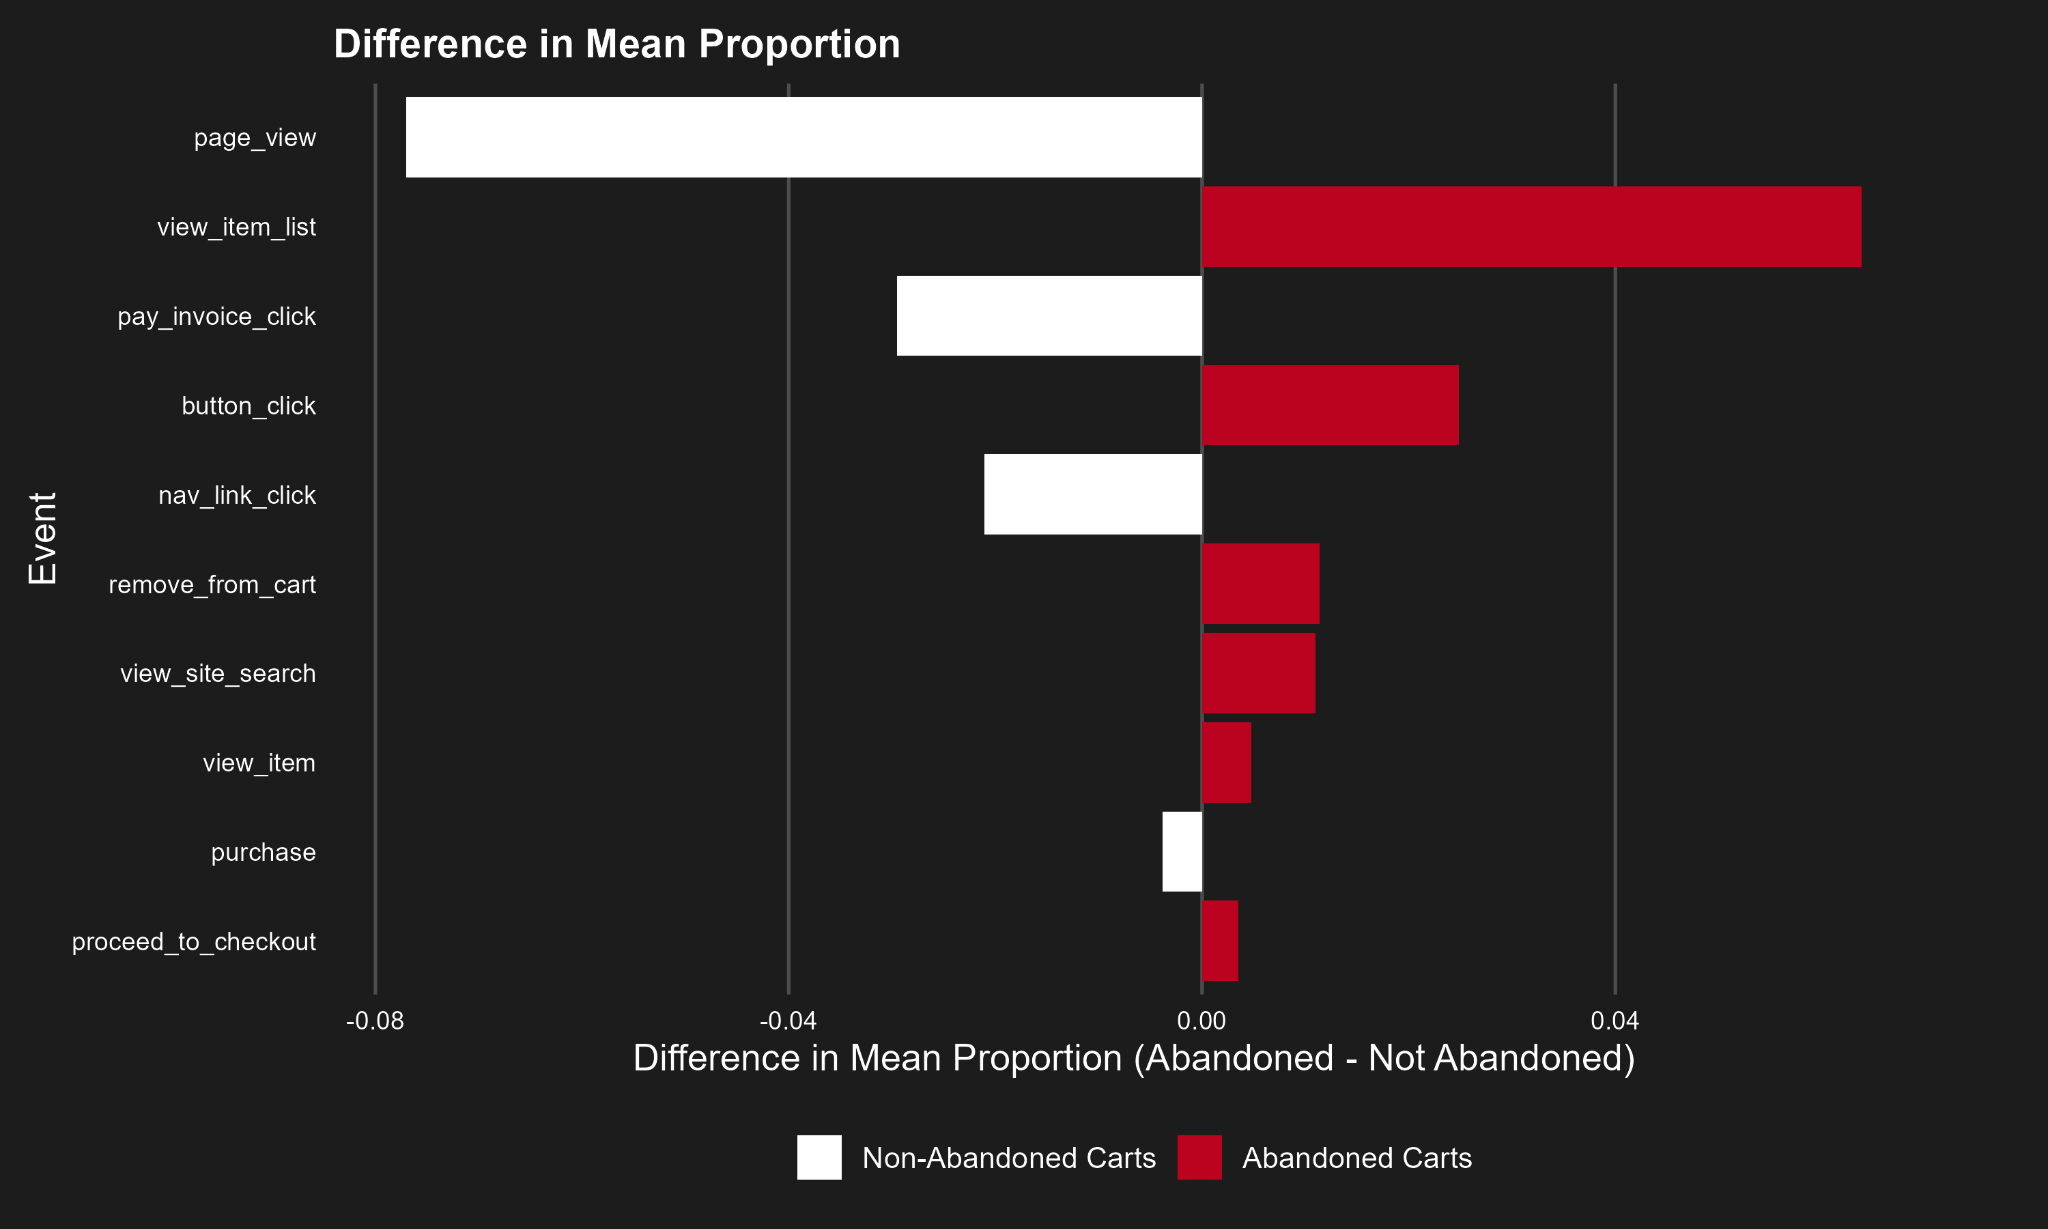 Difference in Mean Proportion
page_view
view_item_list
pay_invoice_click
button_click
nav_link_click
remove_from_cart
view_site_search
view_item
purchase
proceed_to_checkout
Event
-0.08
-0.04
0.00
0.04
Difference in Mean Proportion (Abandoned - Not Abandoned)
Non-Abandoned Carts
Abandoned Carts